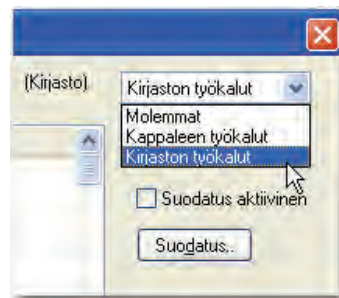 (Kirjasto)
Kirjaston työkalut
Molemmat
Kappaleen työkalut
Kirjaston työkalut
Suodatus aktiivinen
Suodatus..